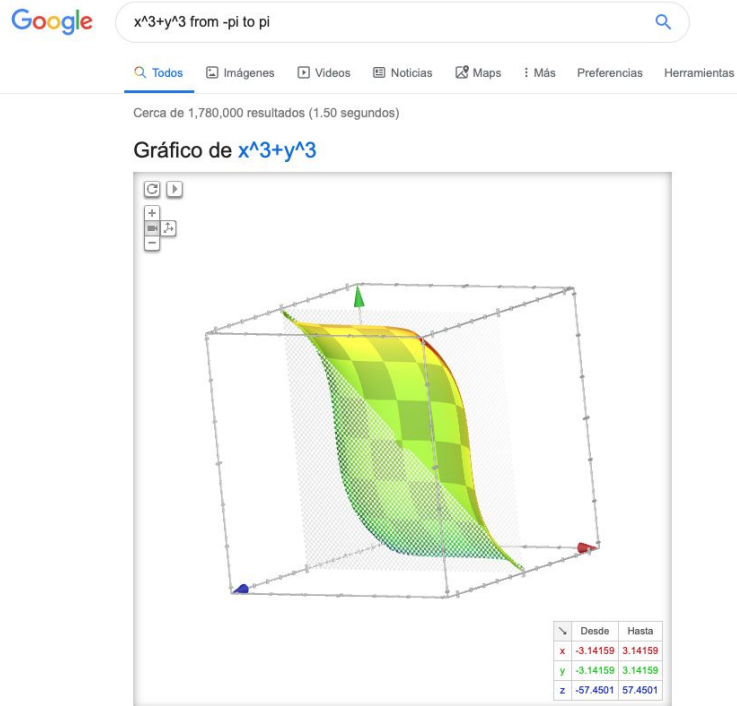 Google
x^3+y^3 from -pi to pi
Todos Imágenes Videos Noticias Maps Más Preferencias Herramientas
Cerca de 1,780,000 resultados (1.50 segundos)
Gráfico de x^3+y^3
Desde Hasta
x -3.14159 3.14159
y -3.14159 3.14159
z -57.4501 57.4501